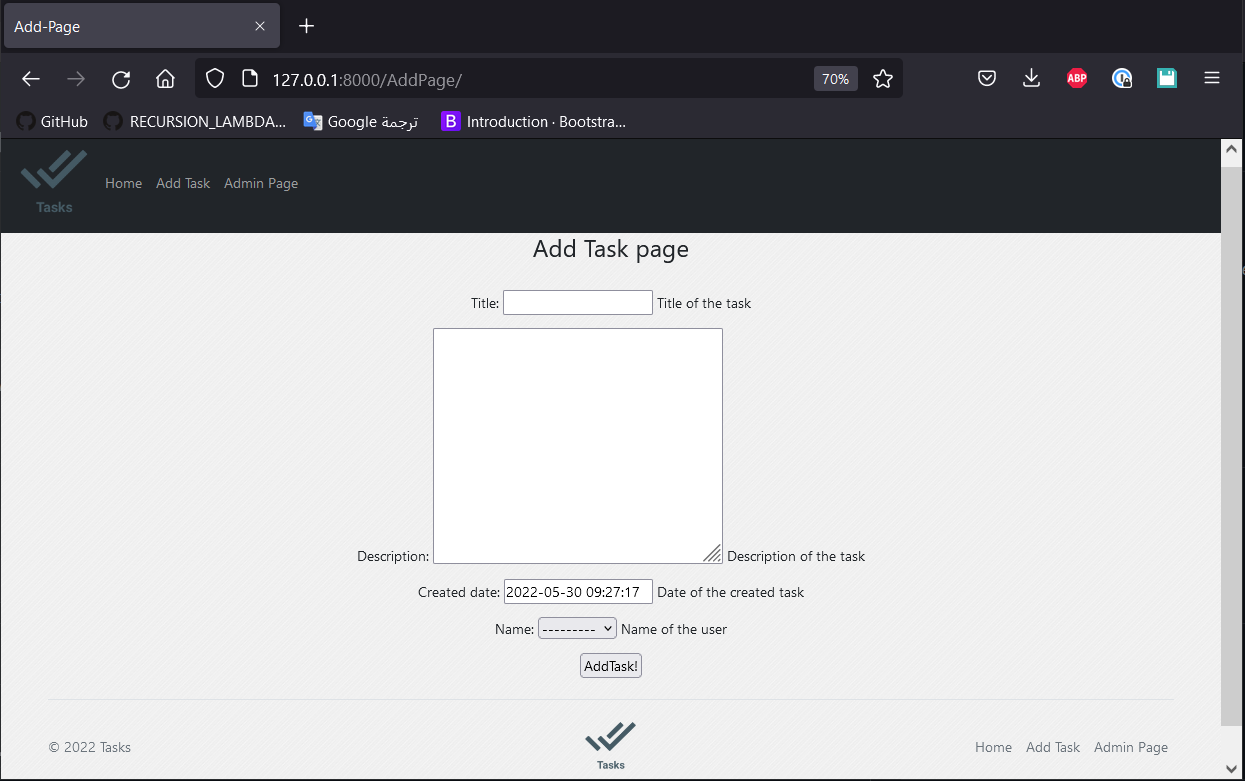 Add-Page
127.0.0.1:8000/AddPage/ 70% ABP
GitHub RECURSION_LAMBDA... Google ترجمة B Introduction · Bootstra...
Home Add Task Admin Page
Tasks
Add Task page
Title: Title of the task
Description: Description of the task
Created date: 2022-05-30 09:27:17 Date of the created task
Name: --------- Name of the user
AddTask!
© 2022 Tasks Home Add Task Admin Page
Tasks